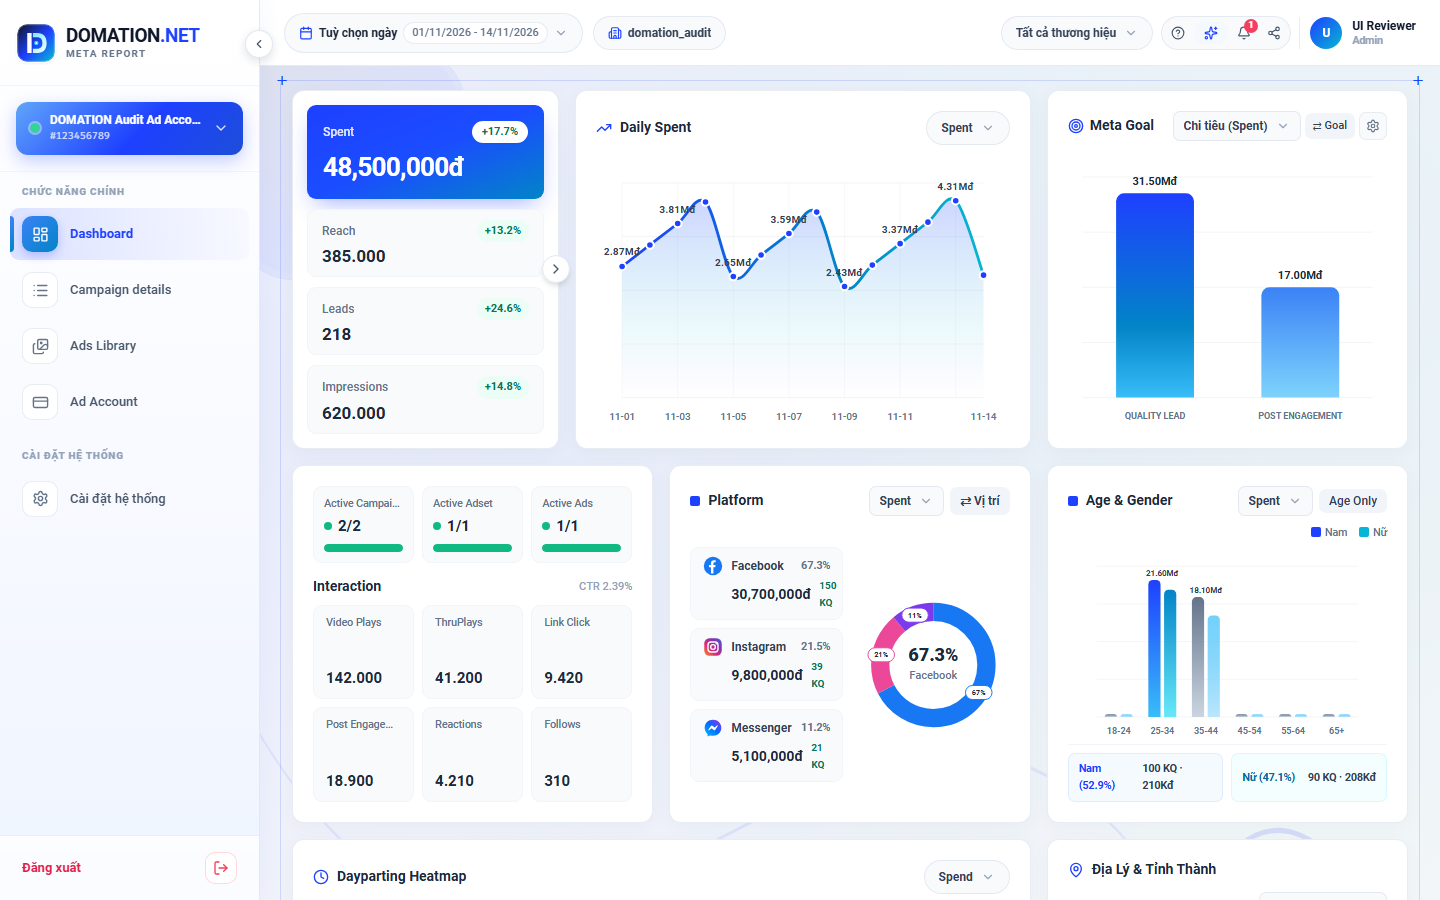 DOMATION.NET
META REPORT
Tuỳ chọn ngày
01/11/2026 - 14/11/2026
domation_audit
Tất cả thương hiệu
1
U
UI Reviewer
Admin
DOMATION Audit Ad Acco...
#123456789
CHỨC NĂNG CHÍNH
Dashboard
Campaign details
Ads Library
Ad Account
CÀI ĐẶT HỆ THỐNG
Cài đặt hệ thống
Đăng xuất
Spent
+17.7%
48,500,000đ
Reach
+13.2%
385.000
Leads
+24.6%
218
Impressions
+14.8%
620.000
Daily Spent
Spent
2.87Mđ
3.81Mđ
2.65Mđ
3.59Mđ
2.43Mđ
3.37Mđ
4.31Mđ
11-01
11-03
11-05
11-07
11-09
11-11
11-14
Meta Goal
Chi tiêu (Spent)
⇄ Goal
31.50Mđ
17.00Mđ
QUALITY LEAD
POST ENGAGEMENT
Active Campai...
2/2
Active Adset
1/1
Active Ads
1/1
Interaction
CTR 2.39%
Video Plays
142.000
ThruPlays
41.200
Link Click
9.420
Post Engage...
18.900
Reactions
4.210
Follows
310
Platform
Spent
⇄ Vị trí
Facebook
67.3%
30,700,000đ
150
KQ
Instagram
21.5%
9,800,000đ
39
KQ
Messenger
11.2%
5,100,000đ
21
KQ
11%
21%
67%
67.3%
Facebook
Age & Gender
Spent
Age Only
Nam
Nữ
21.60Mđ
18.10Mđ
18-24
25-34
35-44
45-54
55-64
65+
Nam
(52.9%)
100 KQ ·
210Kđ
Nữ (47.1%)
90 KQ · 208Kđ
Dayparting Heatmap
Spend
Địa Lý & Tỉnh Thành